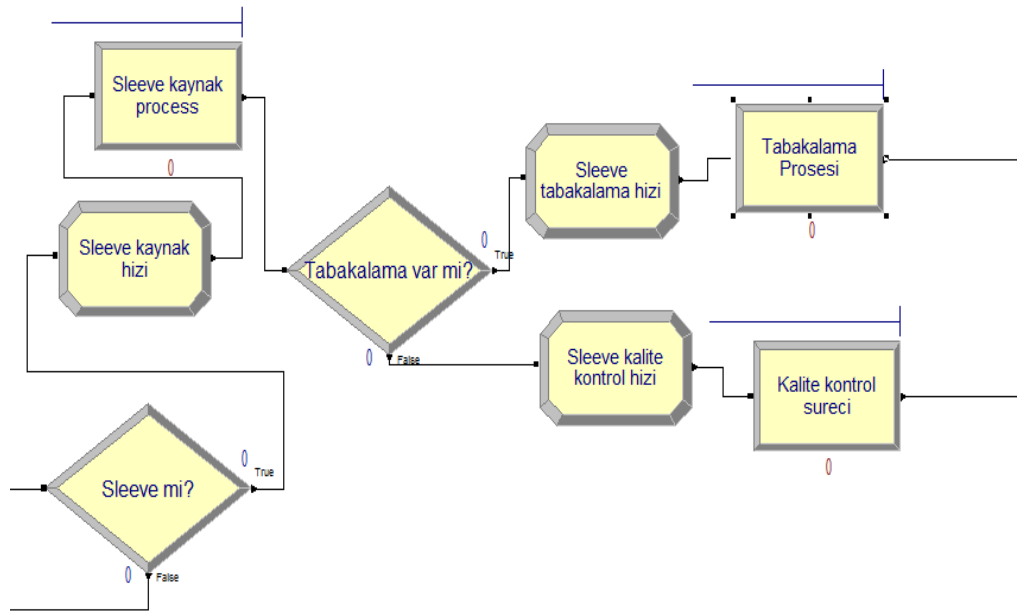 Sleeve kaynak
process
0
Sleeve kaynak
hizi
Sleeve mi?
0
True
0
False
Tabakalama var mi?
0
True
0
False
Sleeve
tabakalama hizi
Tabakalama
Prosesi
0
Sleeve kalite
kontrol hizi
Kalite kontrol
sureci
0